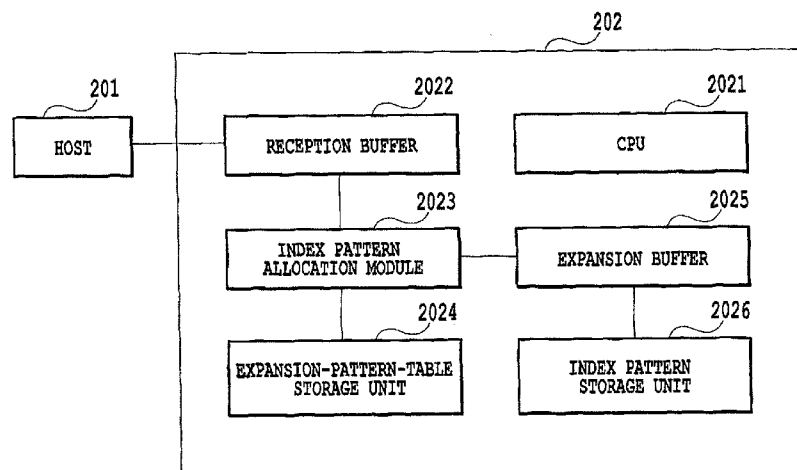 202
201
HOST
2022
RECEPTION BUFFER
2021
CPU
2023
INDEX PATTERN
ALLOCATION MODULE
2025
EXPANSION BUFFER
2024
EXPANSION-PATTERN-TABLE
STORAGE UNIT
2026
INDEX PATTERN
STORAGE UNIT